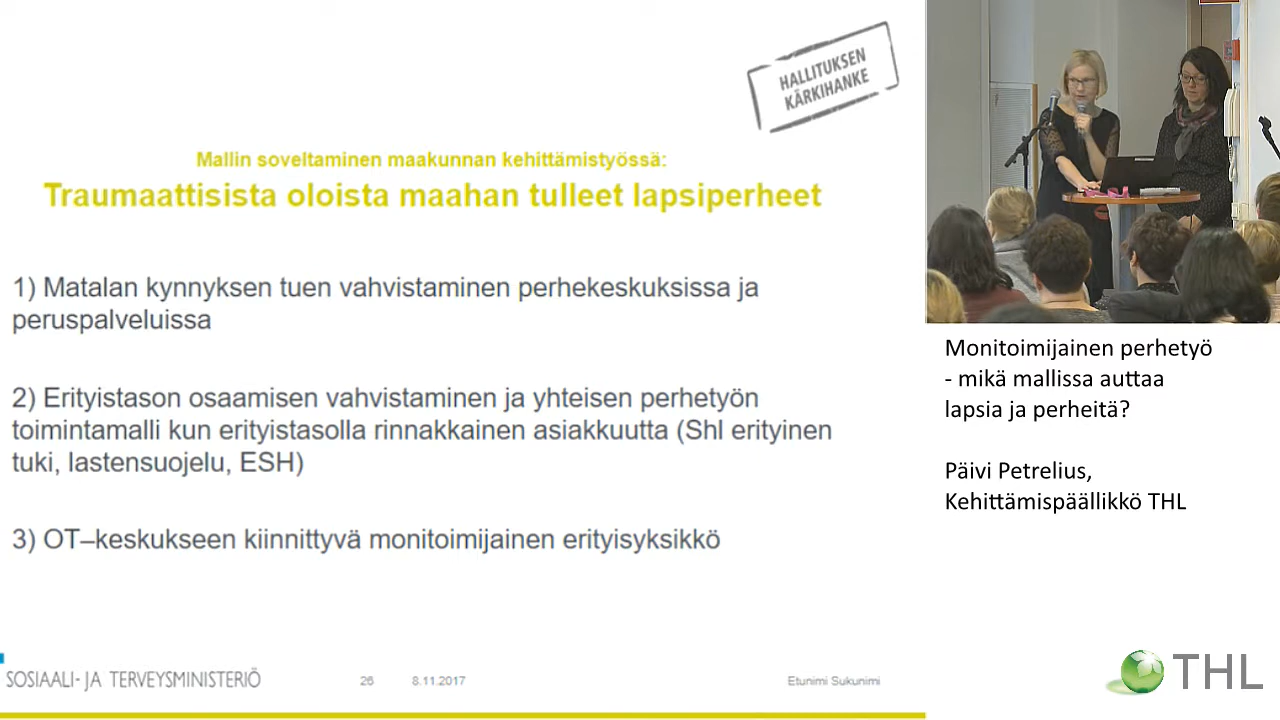 HALLITUKSEN
KÄRKIHANKE
Mallin soveltaminen maakunnan kehittämistyössä:
Traumaattisista oloista maahan tulleet lapsiperheet
1) Matalan kynnyksen tuen vahvistaminen perhekeskuksissa ja
peruspalveluissa
2) Erityistason osaamisen vahvistaminen ja yhteisen perhetyön
toimintamalli kun erityistasolla rinnakkainen asiakkuutta (Shl erityinen
tuki, lastensuojelu, ESH)
3) OT–keskukseen kiinnittyvä monitoimijainen erityisyksikkö
SOSIAALI- JA TERVEYSMINISTERIÖ
26
8.11.2017
Etunimi Sukunimi
Monitoimijainen perhetyö
- mikä mallissa auttaa
lapsia ja perheitä?
Päivi Petrelius,
Kehittämispäällikkö THL
THL